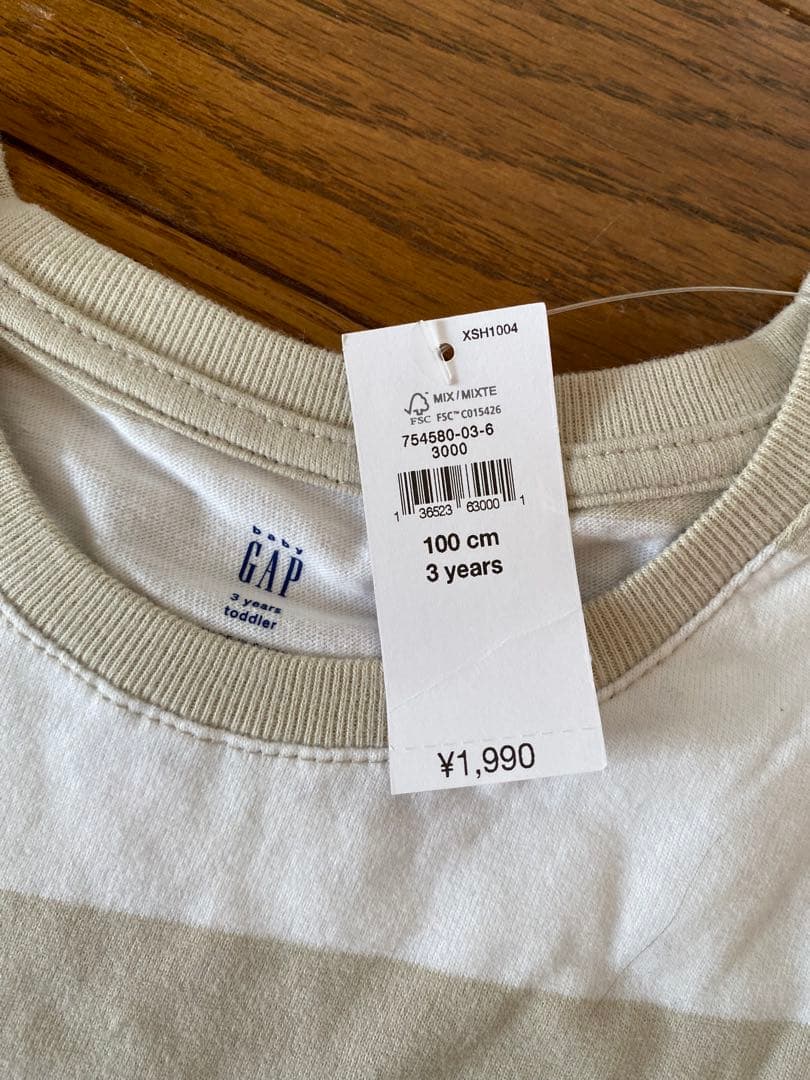 XSH1004
MIX/MIXTE
FSC FSC™ C015426
754580-03-6
3000
1 36523 63000 1
100 cm
3 years
¥1,990
baby
GAP
3 years
toddler